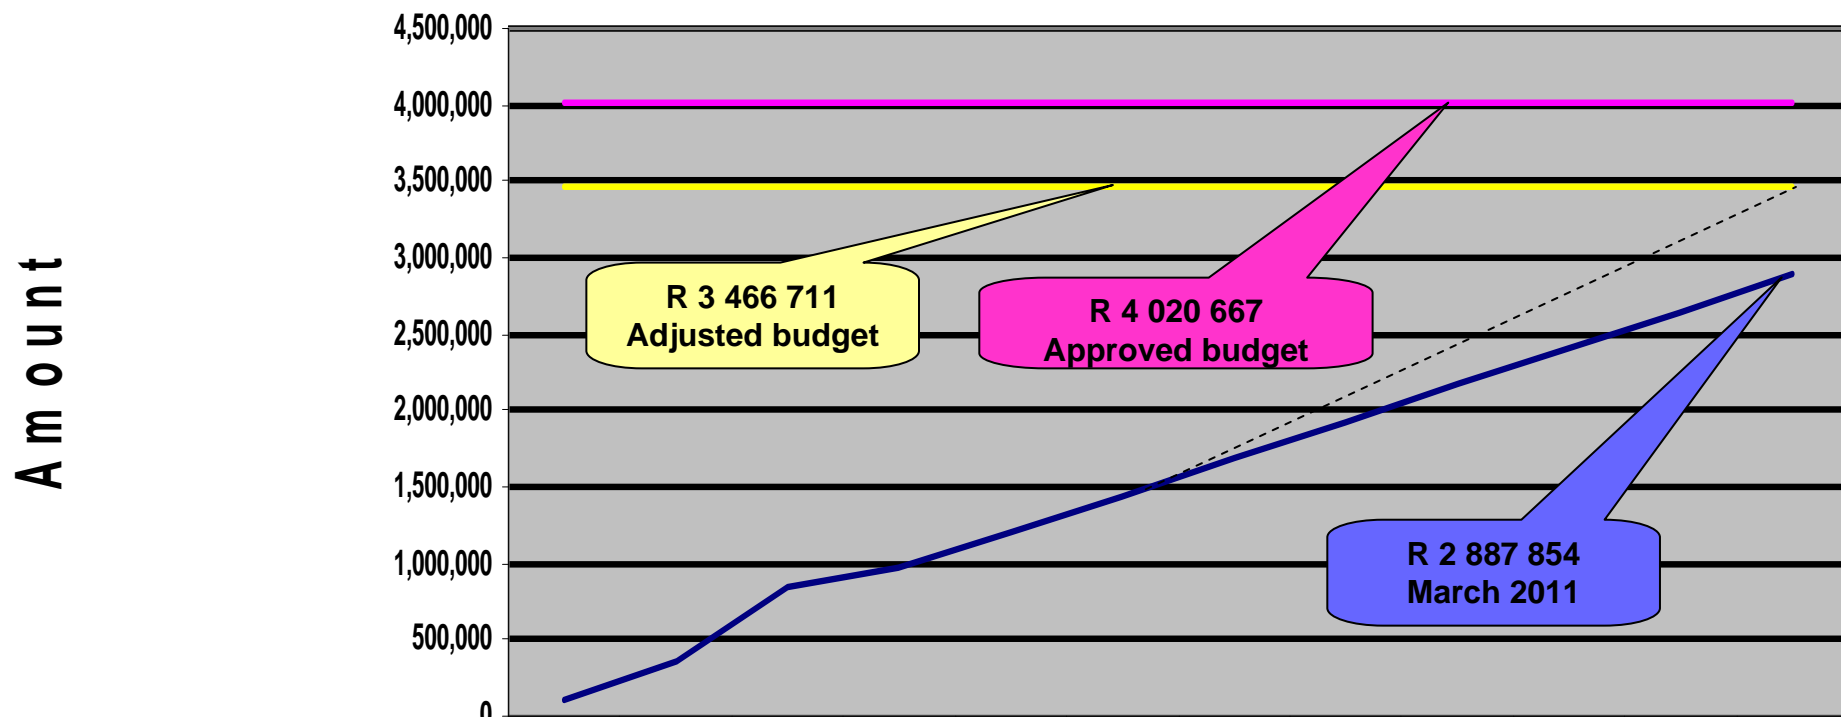 Amount
4,500,000
4,000,000
3,500,000
3,000,000
2,500,000
2,000,000
1,500,000
1,000,000
500,000
0
R 3 466 711
Adjusted budget
R 4 020 667
Approved budget
R 2 887 854
March 2011